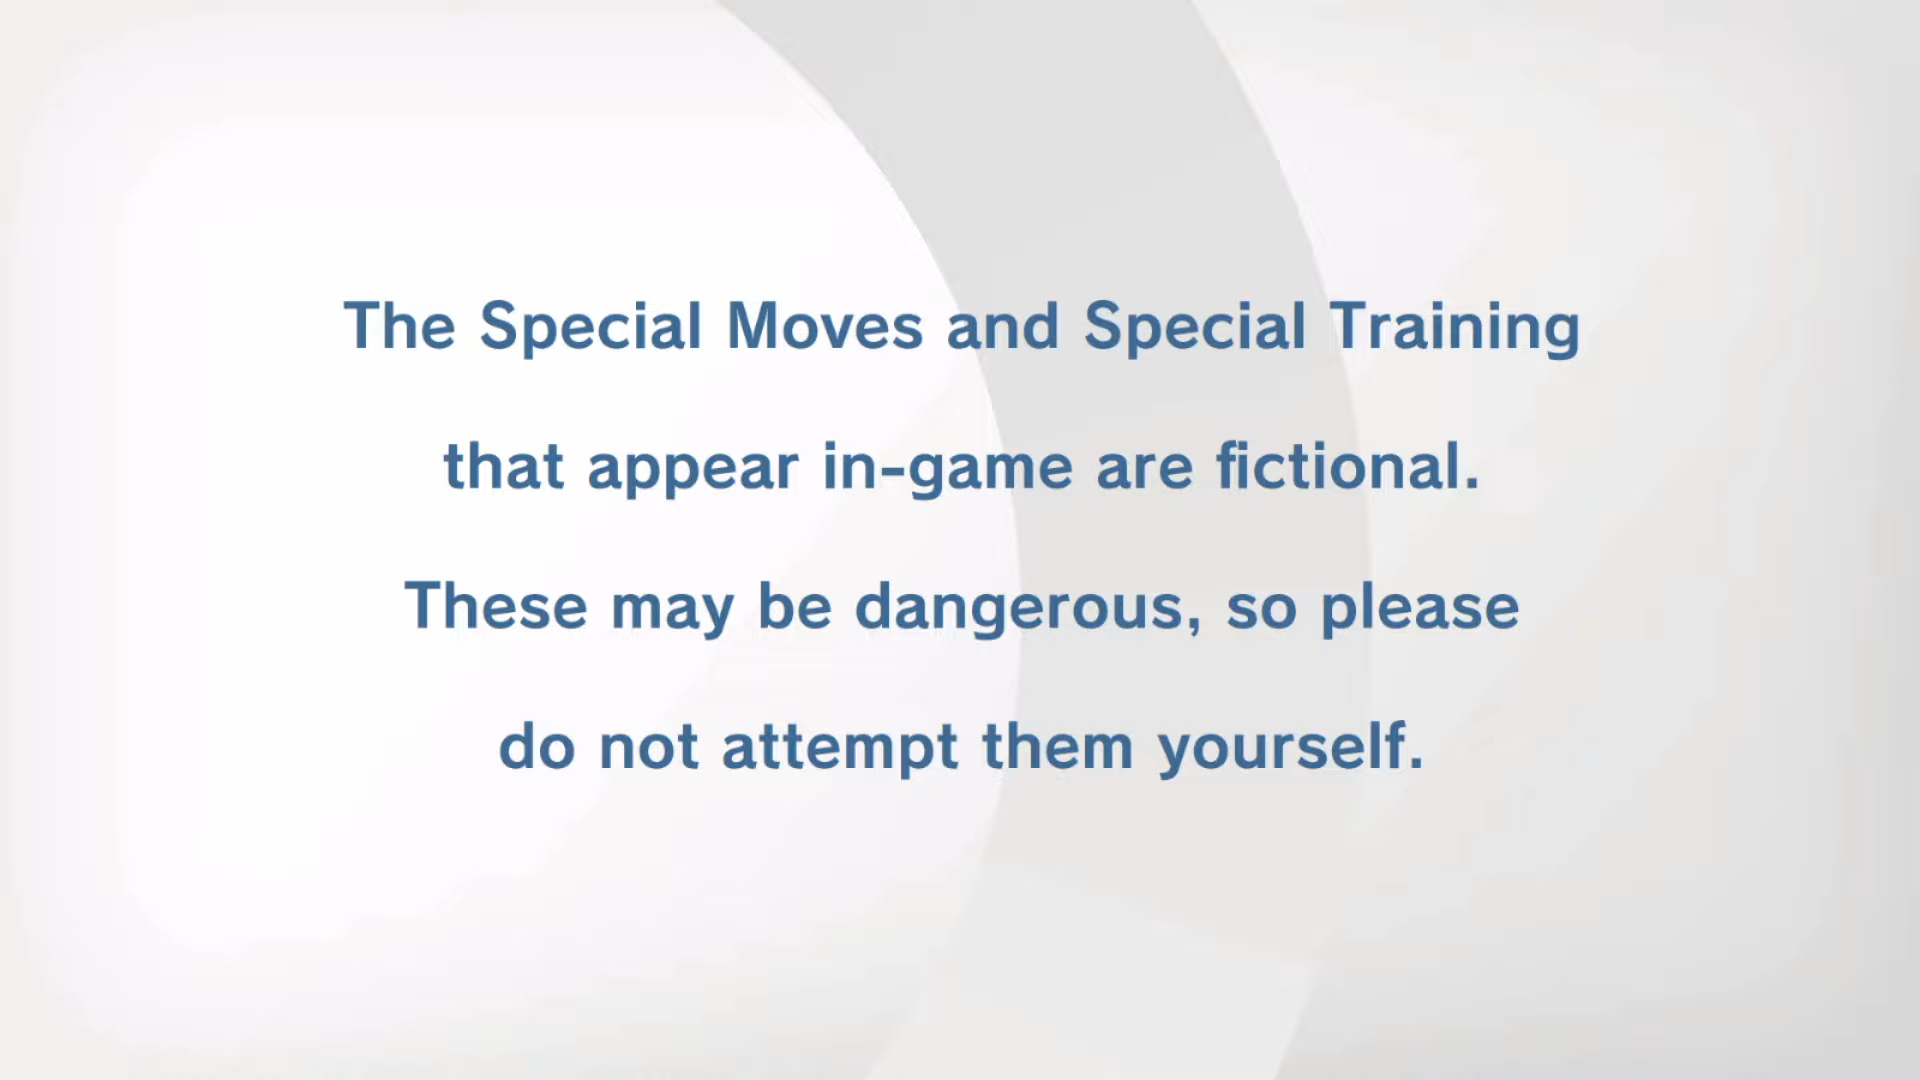 The Special Moves and Special Training
that appear in-game are fictional.
These may be dangerous, so please
do not attempt them yourself.